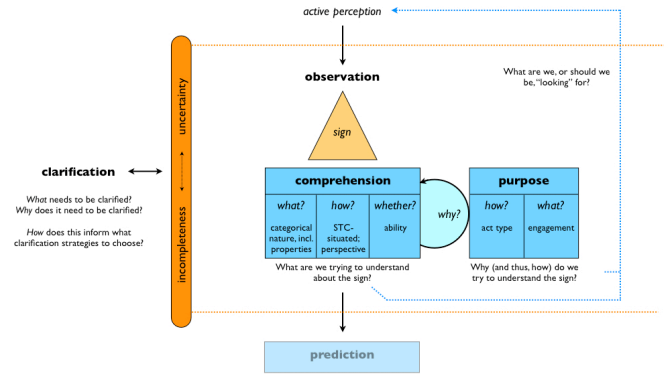 active perception
observation
What are we, or should we
be, “looking” for?
sign
uncertainty
incompleteness
clarification
What needs to be clarified?
Why does it need to be clarified?
How does this inform what
clarification strategies to choose?
comprehension
what?
categorical
nature, incl.
properties
how?
STC-
situated;
perspective
whether?
ability
why?
purpose
how?
act type
what?
engagement
What are we trying to understand
about the sign?
Why (and thus, how) do we
try to understand the sign?
prediction